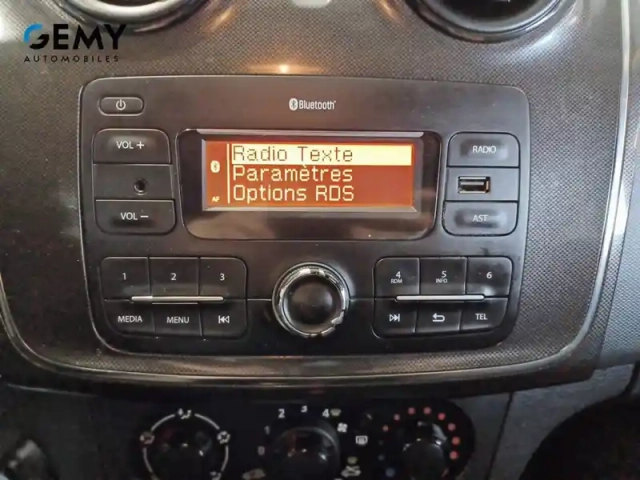 GEMY
AUTOMOBILES
Bluetooth®
VOL +
VOL −
Radio Texte
Paramètres
Options RDS
AF
RADIO
AST
1 2 3
4 5 6
RDM INFO
MEDIA MENU
TEL
2 3 4